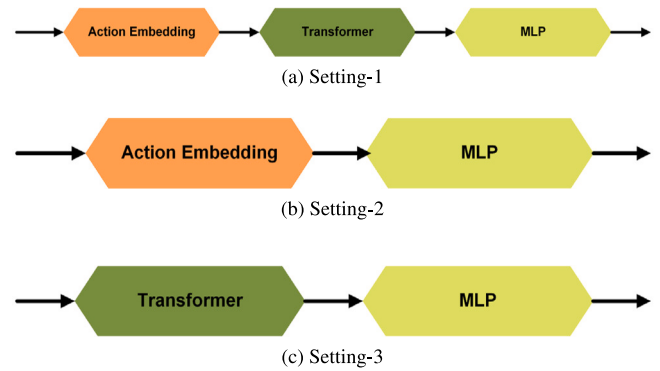 Action Embedding Transformer MLP
(a) Setting-1
Action Embedding MLP
(b) Setting-2
Transformer MLP
(c) Setting-3